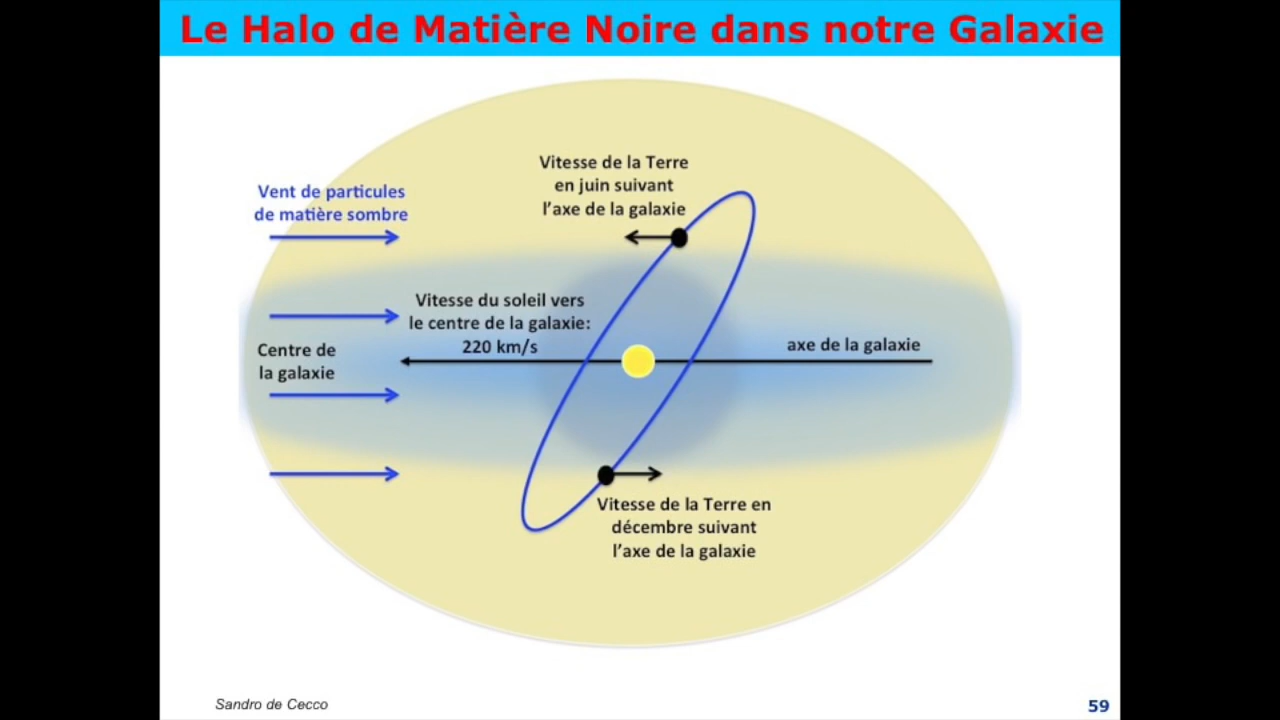 Le Halo de Matière Noire dans notre Galaxie
Vitesse de la Terre
en juin suivant
l’axe de la galaxie
Vent de particules
de matière sombre
Vitesse du soleil vers
le centre de la galaxie:
220 km/s
axe de la galaxie
Centre de
la galaxie
Vitesse de la Terre en
décembre suivant
l’axe de la galaxie
Sandro de Cecco
59